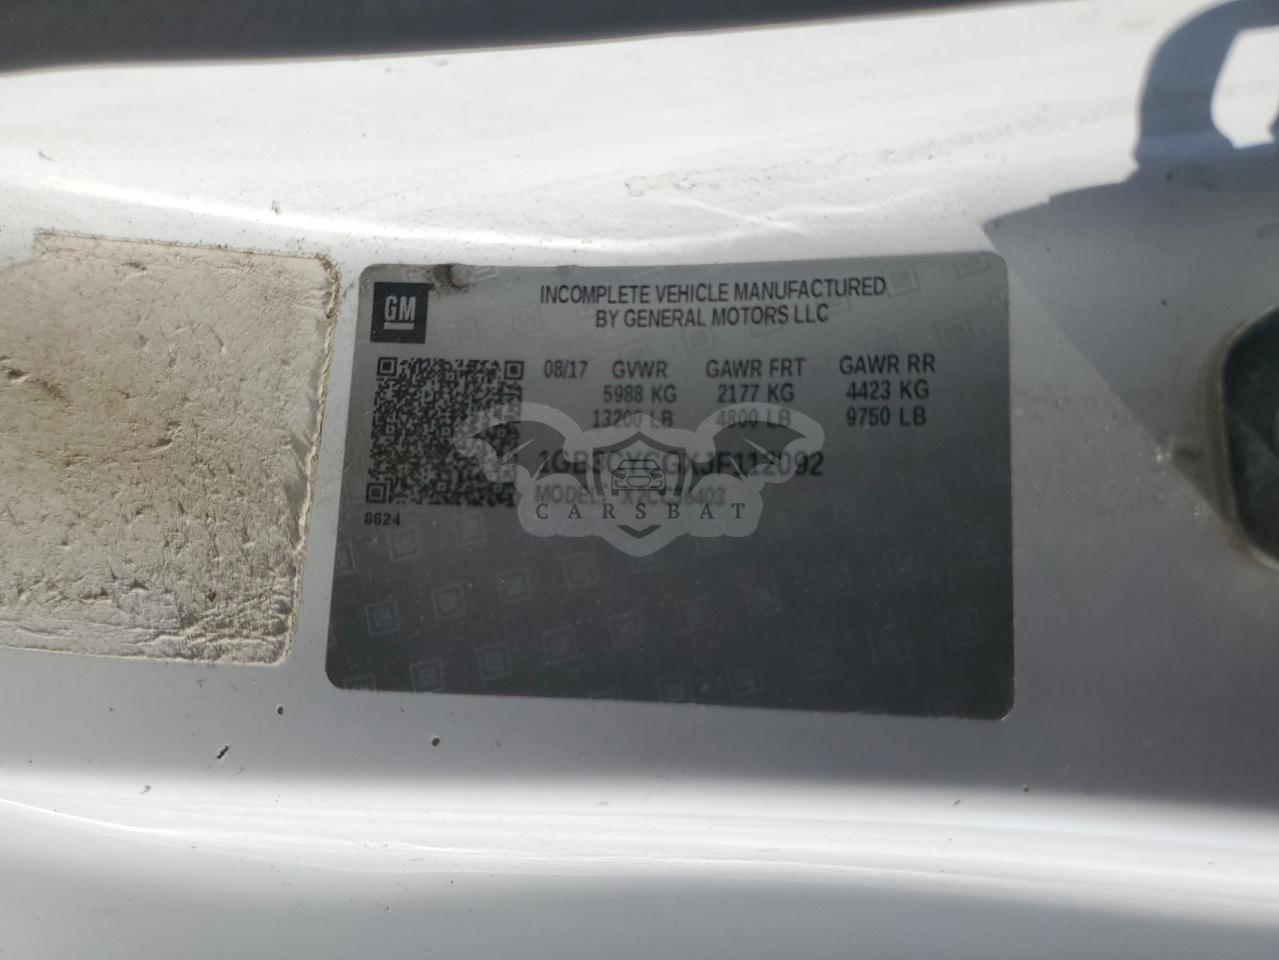 GM
INCOMPLETE VEHICLE MANUFACTURED
BY GENERAL MOTORS LLC
08/17 GVWR GAWR FRT GAWR RR
5988 KG 2177 KG 4423 KG
13200 LB 4800 LB 9750 LB
MODEL:
CARSBAT
8624